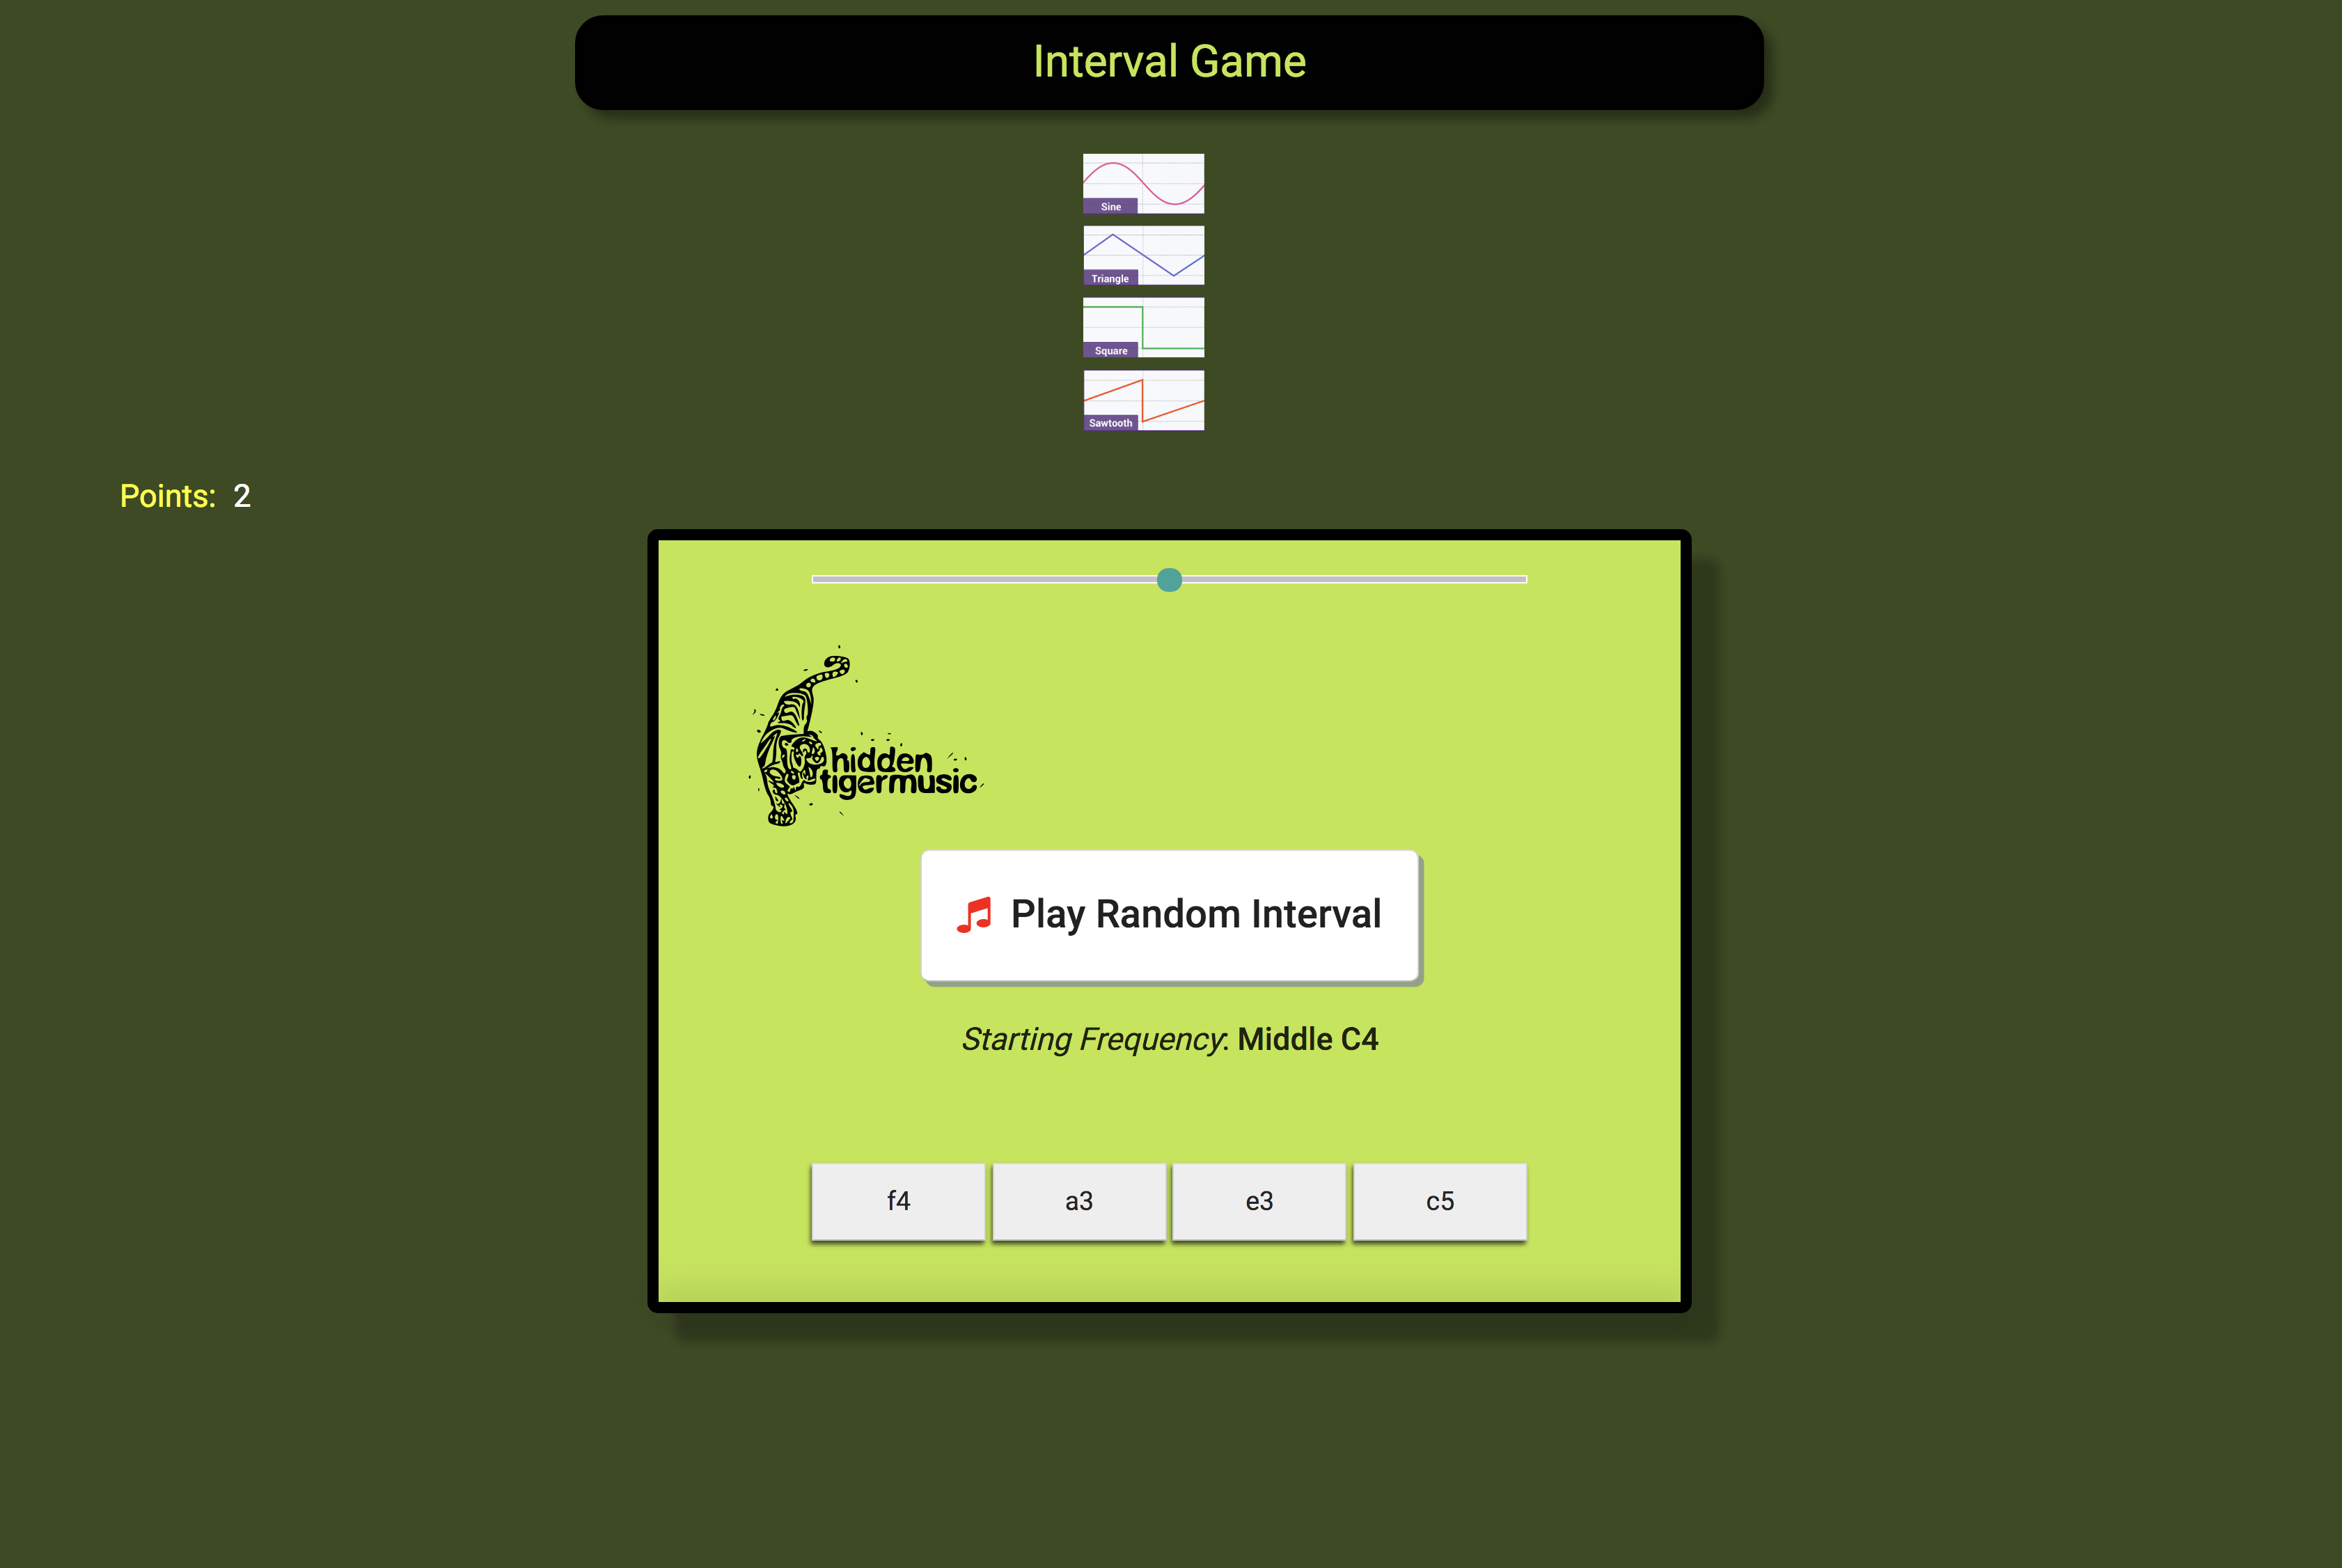 Interval Game
Sine
Triangle
Square
Sawtooth
Points: 2
hidden
tigermusic
Play Random Interval
Starting Frequency: Middle C4
f4 a3 e3 c5